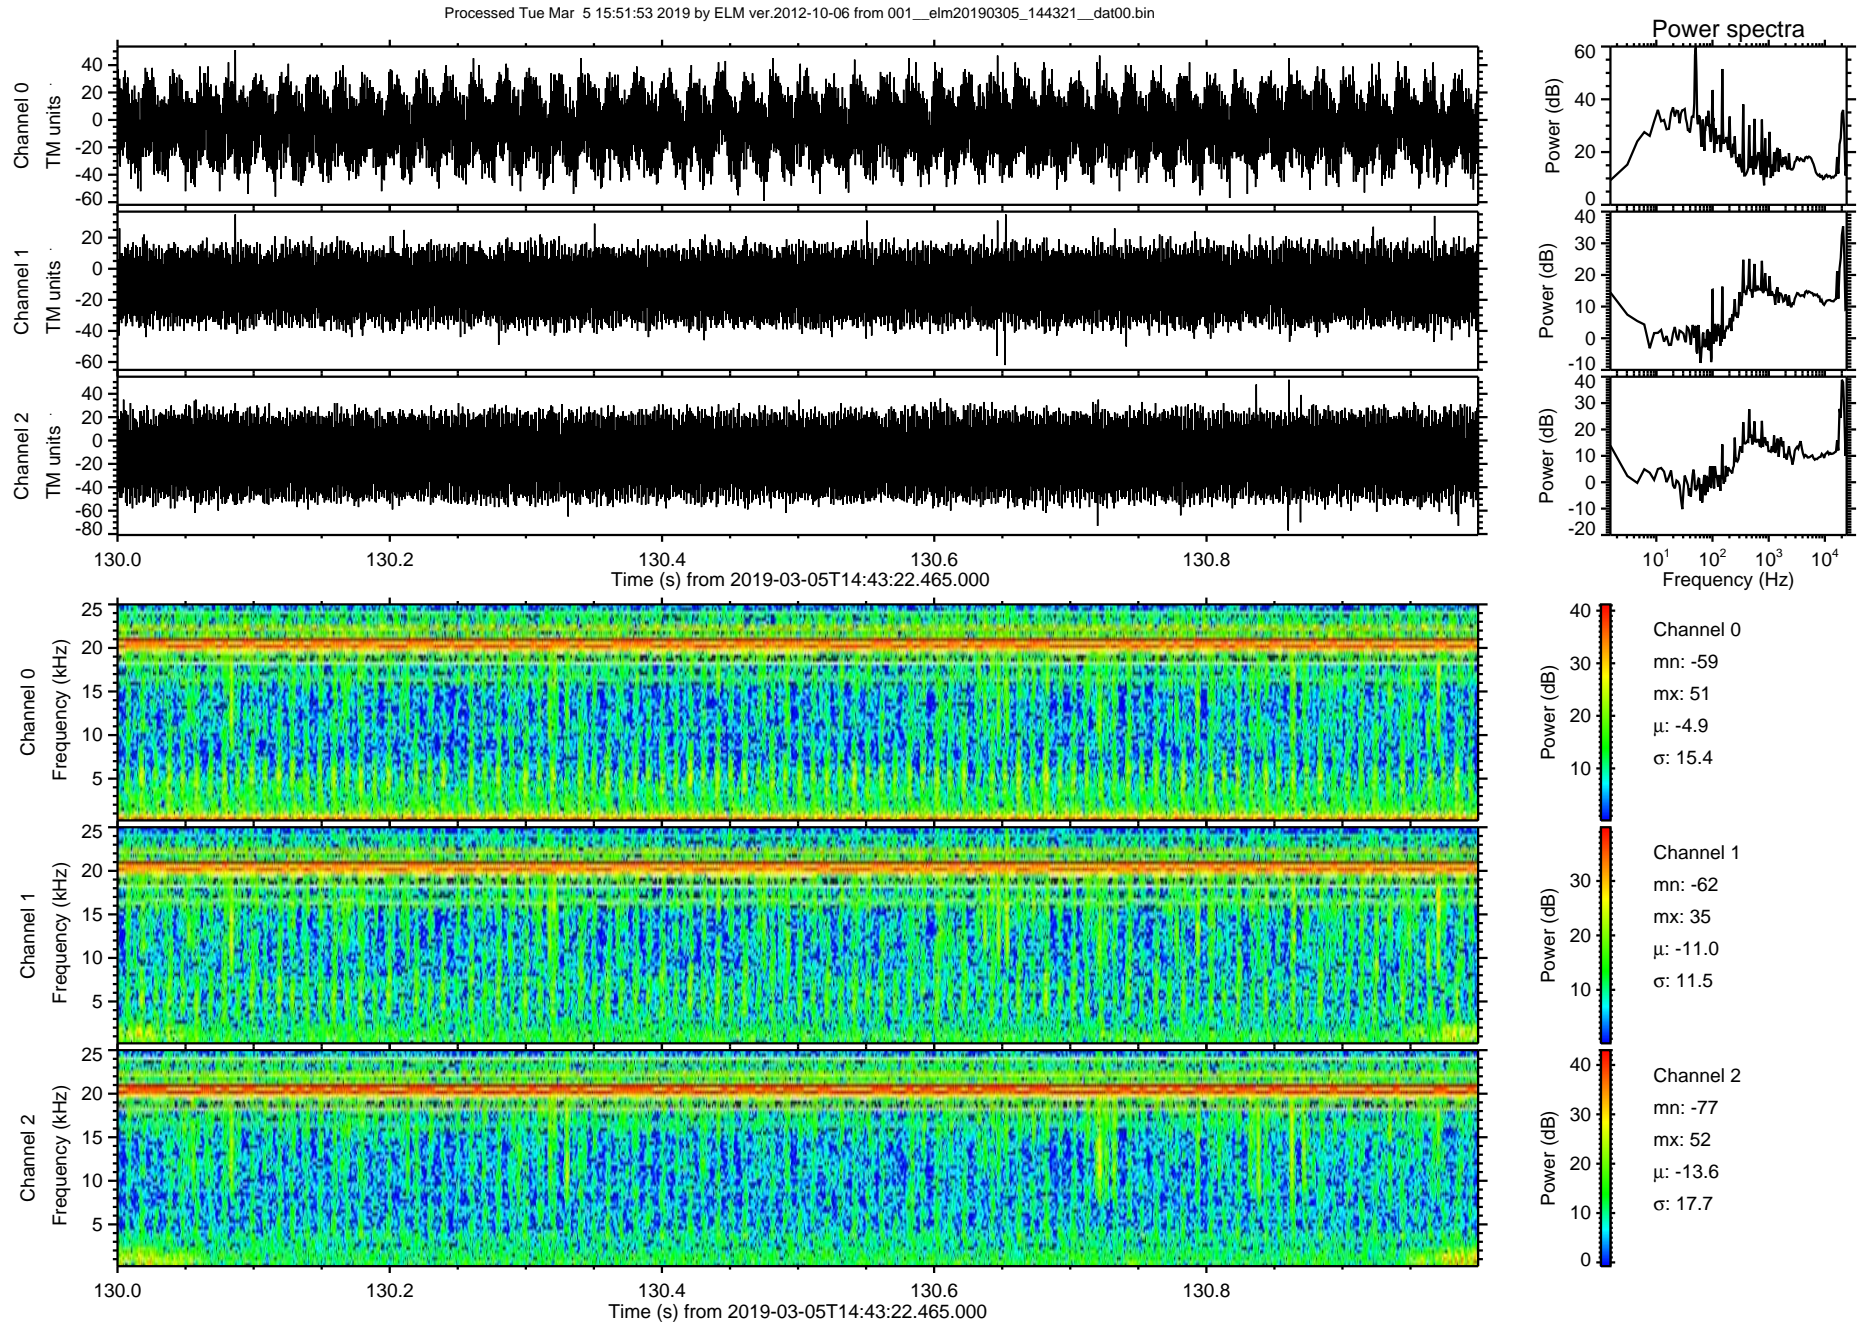 Processed Tue Mar  5 15:51:53 2019 by ELM ver.2012-10-06 from 001__elm20190305_144321__dat00.bin
Power spectra
Channel 0
TM units
40
20
0
-20
-40
-60
Power (dB)
60
40
20
0
Channel 1
TM units
20
0
-20
-40
-60
Power (dB)
40
30
20
10
0
-10
Channel 2
TM units
40
20
0
-20
-40
-60
-80
Power (dB)
40
30
20
10
0
-10
-20
130.0 130.2 130.4 130.6 130.8
Time (s) from 2019-03-05T14:43:22.465.000
10¹ 10² 10³ 10⁴
Frequency (Hz)
Channel 0
Frequency (kHz)
25
20
15
10
5
Power (dB)
40
30
20
10
Channel 0
mn: -59
mx: 51
μ: -4.9
σ: 15.4
Channel 1
Frequency (kHz)
25
20
15
10
5
Power (dB)
30
20
10
Channel 1
mn: -62
mx: 35
μ: -11.0
σ: 11.5
Channel 2
Frequency (kHz)
25
20
15
10
5
Power (dB)
40
30
20
10
0
Channel 2
mn: -77
mx: 52
μ: -13.6
σ: 17.7
130.0 130.2 130.4 130.6 130.8
Time (s) from 2019-03-05T14:43:22.465.000